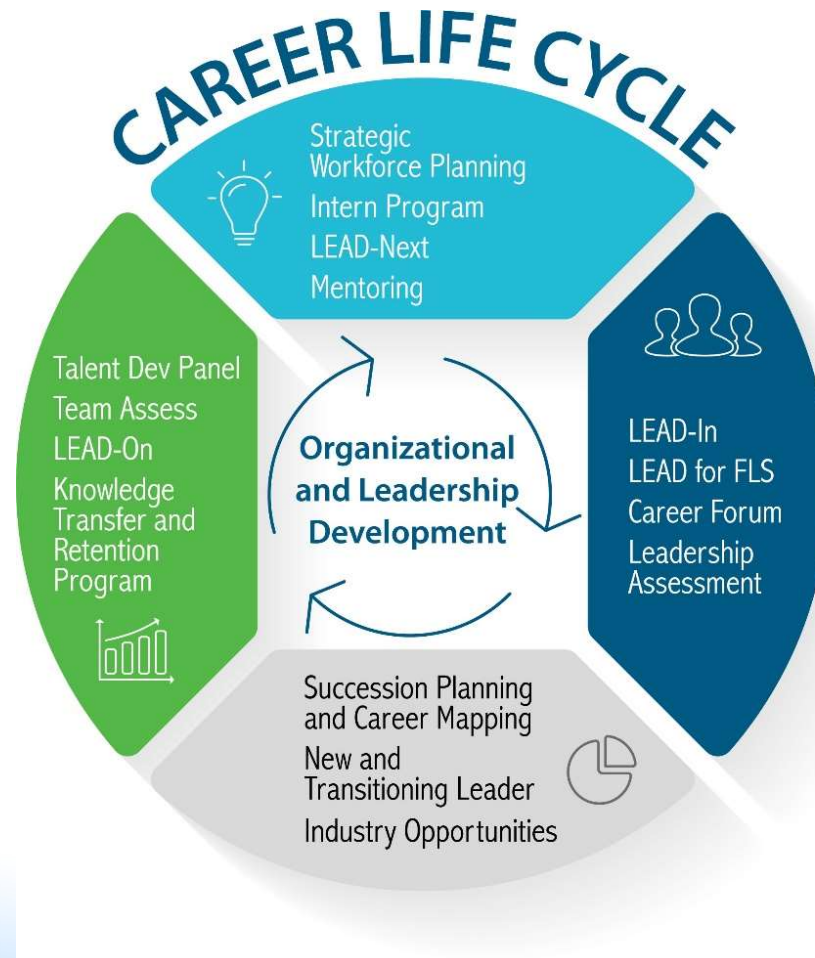 CAREER LIFE CYCLE
Strategic
Workforce Planning
Intern Program
LEAD-Next
Mentoring
LEAD-In
LEAD for FLS
Career Forum
Leadership
Assessment
Succession Planning
and Career Mapping
New and
Transitioning Leader
Industry Opportunities
Talent Dev Panel
Team Assess
LEAD-On
Knowledge
Transfer and
Retention
Program
Organizational
and Leadership
Development